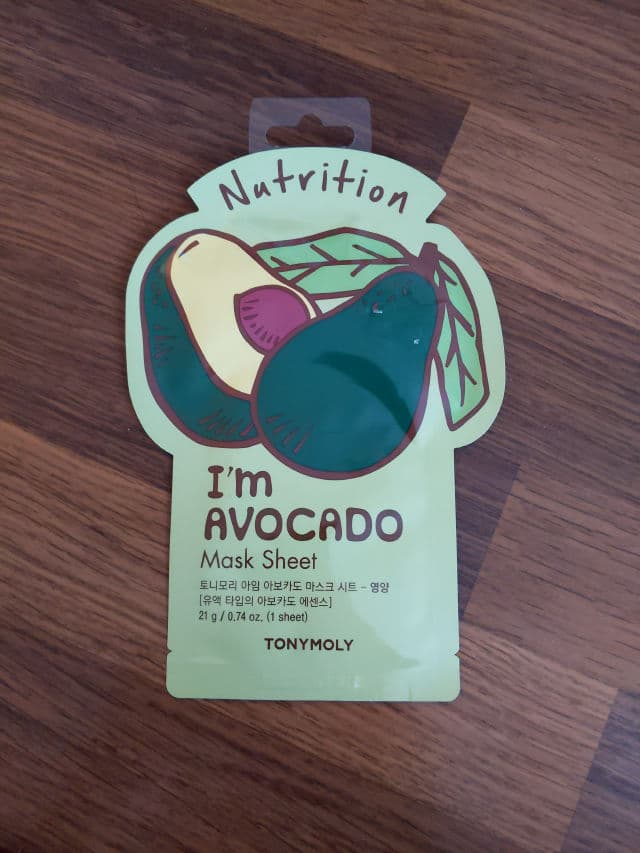 Nutrition
I'm
AVOCADO
Mask Sheet
토니모리 아임 아보카도 마스크 시트 - 영양
[유액 타입의 아보카도 에센스]
21 g / 0.74 oz. (1 sheet)
TONYMOLY